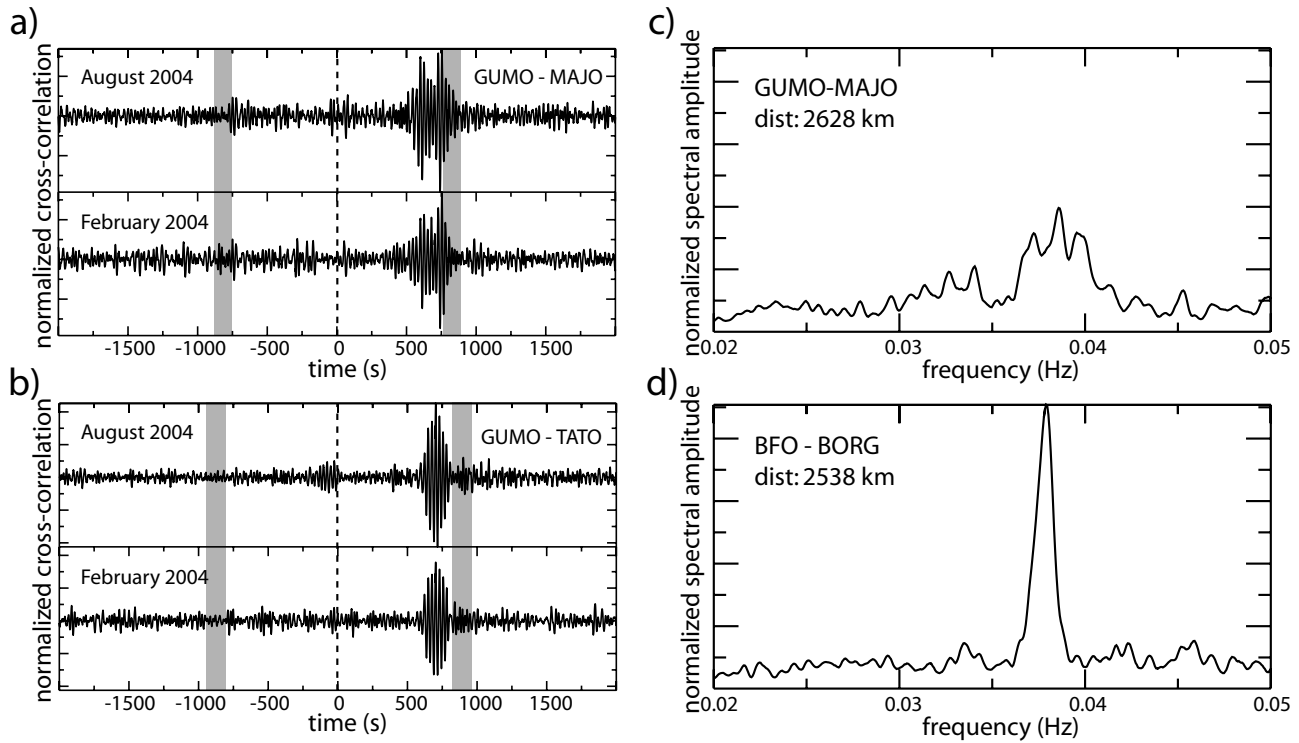 a)
normalized cross-correlation
August 2004
GUMO - MAJO
February 2004
-1500 -1000 -500 0 500 1000 1500
time (s)
b)
normalized cross-correlation
August 2004
GUMO - TATO
February 2004
-1500 -1000 -500 0 500 1000 1500
time (s)
c)
normalized spectral amplitude
GUMO-MAJO
dist: 2628 km
0.02 0.03 0.04 0.05
frequency (Hz)
d)
normalized spectral amplitude
BFO - BORG
dist: 2538 km
0.02 0.03 0.04 0.05
frequency (Hz)